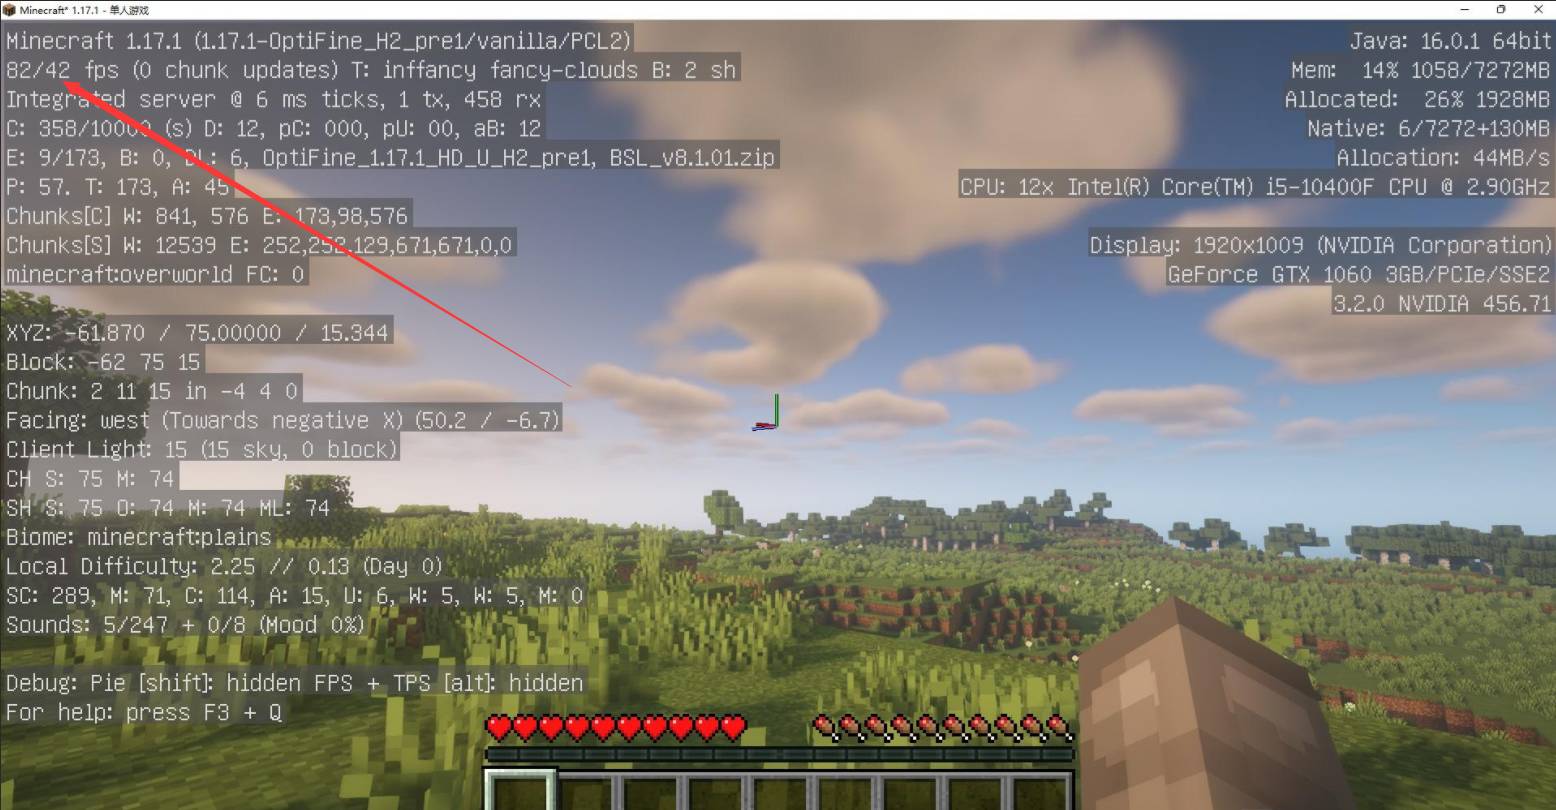 Minecraft* 1.17.1 - 单人游戏
Minecraft 1.17.1 (1.17.1-OptiFine_H2_pre1/vanilla/PCL2)
82/42 fps (0 chunk updates) T: inffancy fancy-clouds B: 2 sh
Integrated server @ 6 ms ticks, 1 tx, 458 rx
C: 358/10000 (s) D: 12, pC: 000, pU: 00, aB: 12
E: 9/173, B: 0, DL: 6, OptiFine_1.17.1_HD_U_H2_pre1, BSL_v8.1.01.zip
P: 57. T: 173, A: 45
Chunks[C] W: 841, 576 E: 173,98,576
Chunks[S] W: 12539 E: 252,252,129,671,671,0,0
minecraft:overworld FC: 0
XYZ: -61.870 / 75.00000 / 15.344
Block: -62 75 15
Chunk: 2 11 15 in -4 4 0
Facing: west (Towards negative X) (50.2 / -6.7)
Client Light: 15 (15 sky, 0 block)
CH S: 75 M: 74
SH S: 75 O: 74 M: 74 ML: 74
Biome: minecraft:plains
Local Difficulty: 2.25 // 0.13 (Day 0)
SC: 289, M: 71, C: 114, A: 15, U: 6, W: 5, W: 5, M: 0
Sounds: 5/247 + 0/8 (Mood 0%)
Debug: Pie [shift]: hidden FPS + TPS [alt]: hidden
For help: press F3 + Q
Java: 16.0.1 64bit
Mem: 14% 1058/7272MB
Allocated: 26% 1928MB
Native: 6/7272+130MB
Allocation: 44MB/s
CPU: 12x Intel(R) Core(TM) i5-10400F CPU @ 2.90GHz
Display: 1920x1009 (NVIDIA Corporation)
GeForce GTX 1060 3GB/PCIe/SSE2
3.2.0 NVIDIA 456.71